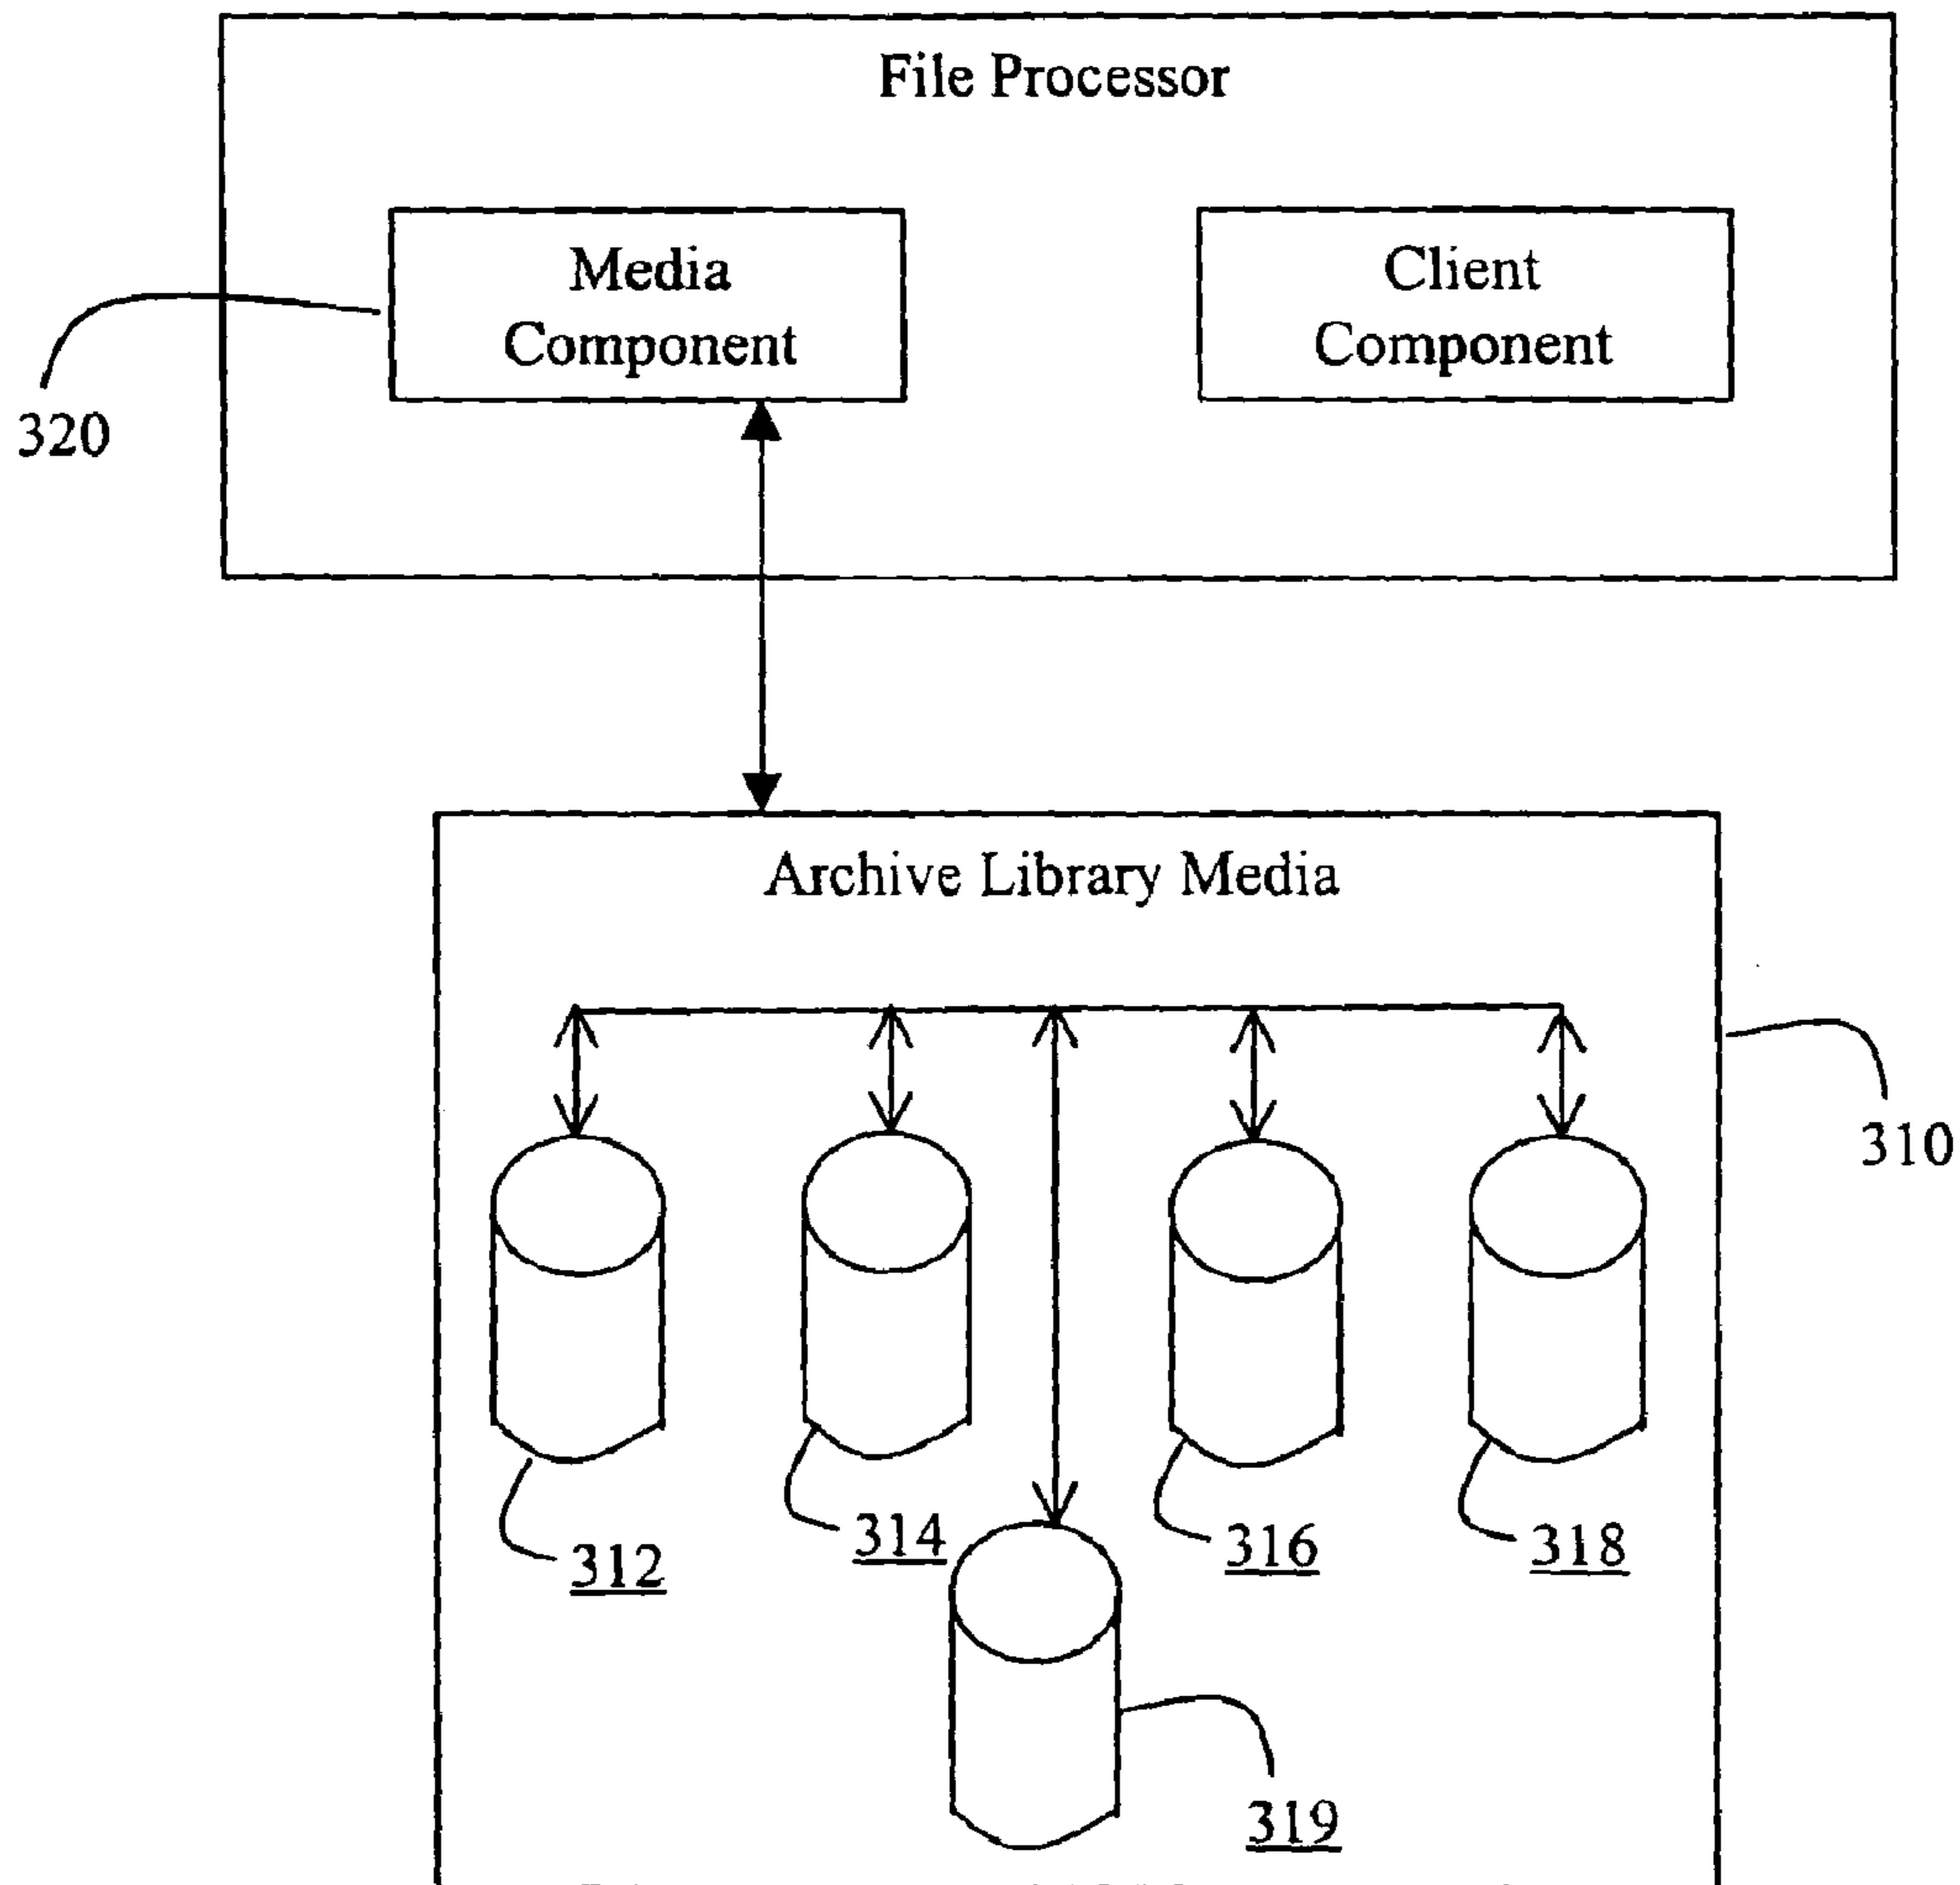 File Processor
Media
Component
Client
Component
320
Archive Library Media
310
312
314
316
318
319